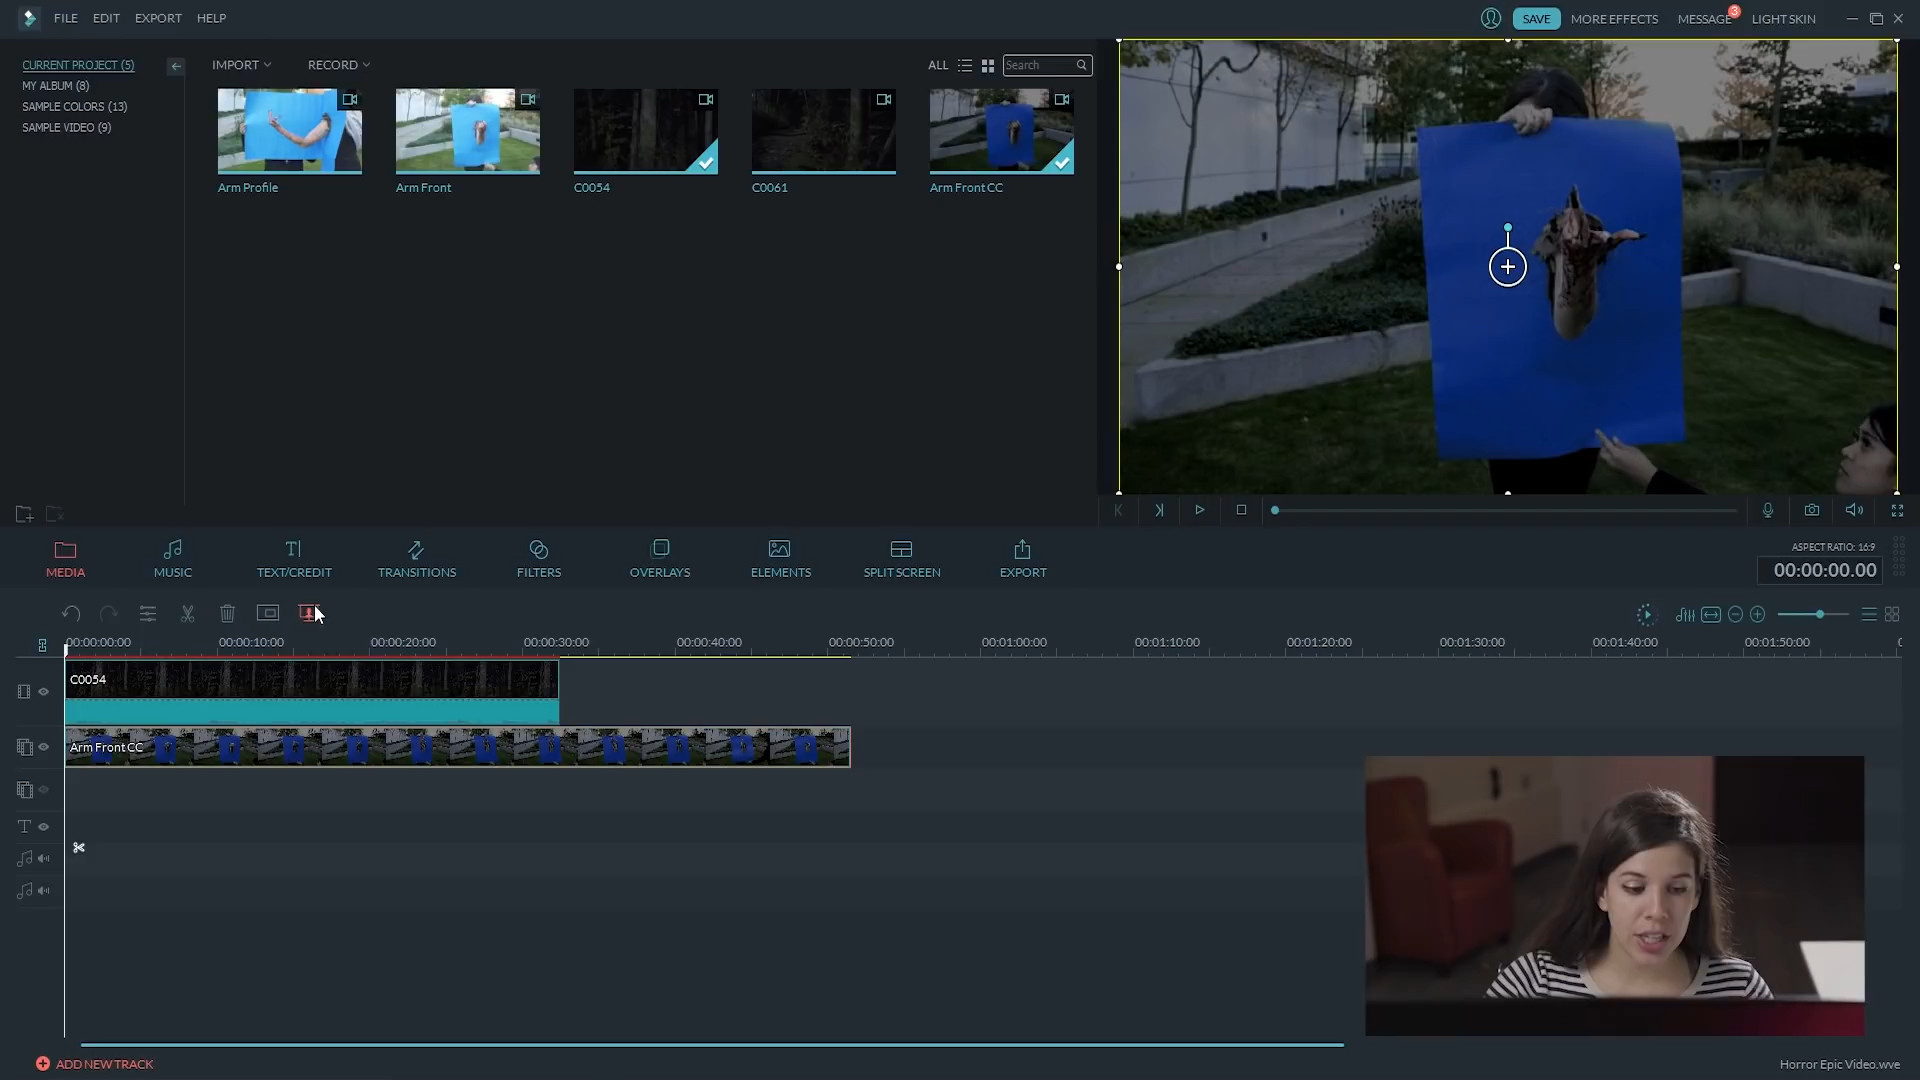 FILE EDIT EXPORT HELP
SAVE MORE EFFECTS MESSAGE 3 LIGHT SKIN
CURRENT PROJECT (5)
MY ALBUM (8)
SAMPLE COLORS (13)
SAMPLE VIDEO (9)
IMPORT RECORD ALL Search
Arm Profile Arm Front C0054 C0061 Arm Front CC
MEDIA MUSIC TEXT/CREDIT TRANSITIONS FILTERS OVERLAYS ELEMENTS SPLIT SCREEN EXPORT
ASPECT RATIO: 16:9
00:00:00.00
00:00:00:00 00:00:10:00 00:00:20:00 00:00:30:00 00:00:40:00 00:00:50:00 00:01:00:00 00:01:10:00 00:01:20:00 00:01:30:00 00:01:40:00 00:01:50:00
C0054
Arm Front CC
ADD NEW TRACK
Horror Epic Video.wve